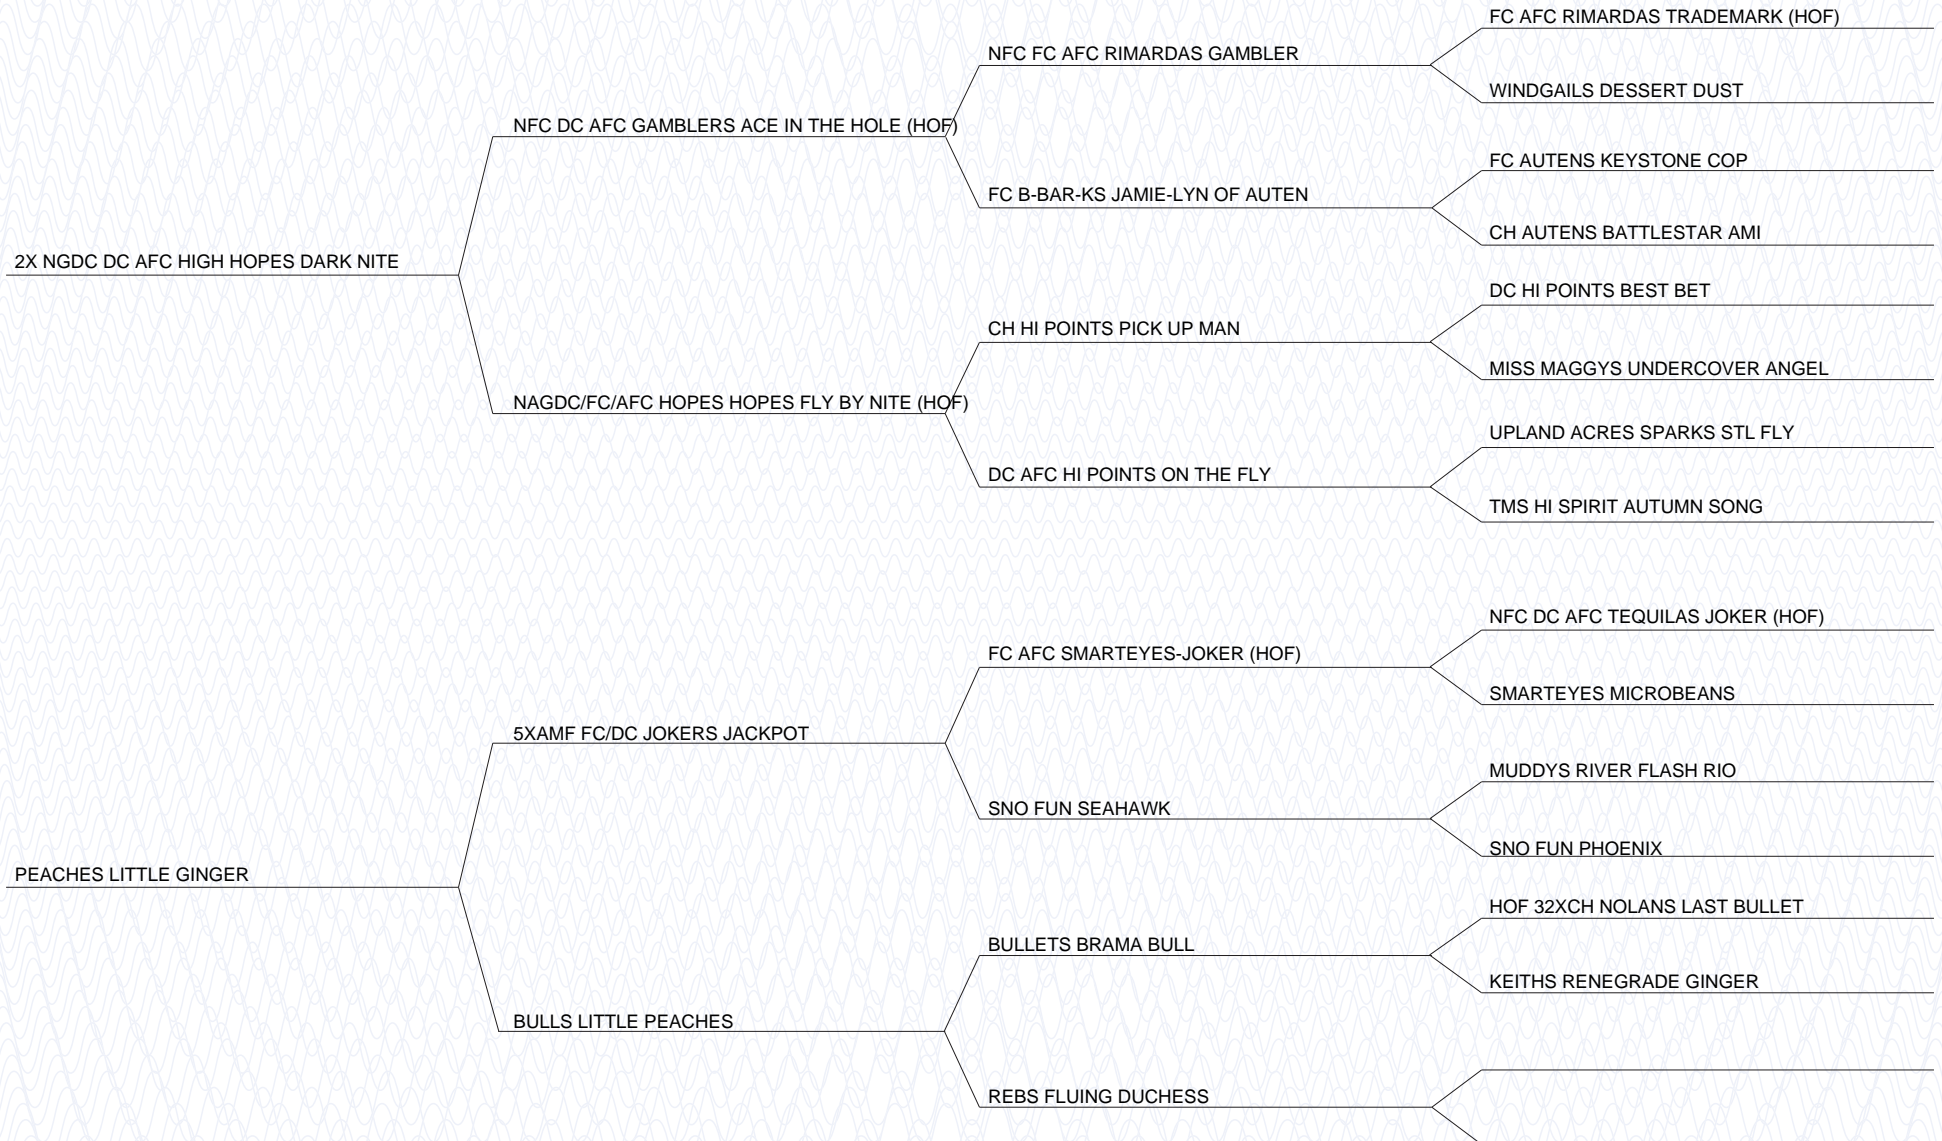 FC AFC RIMARDAS TRADEMARK (HOF)
NFC FC AFC RIMARDAS GAMBLER
WINDGAILS DESSERT DUST
NFC DC AFC GAMBLERS ACE IN THE HOLE (HOF)
FC AUTENS KEYSTONE COP
FC B-BAR-KS JAMIE-LYN OF AUTEN
CH AUTENS BATTLESTAR AMI
2X NGDC DC AFC HIGH HOPES DARK NITE
DC HI POINTS BEST BET
CH HI POINTS PICK UP MAN
MISS MAGGYS UNDERCOVER ANGEL
NAGDC/FC/AFC HOPES HOPES FLY BY NITE (HOF)
UPLAND ACRES SPARKS STL FLY
DC AFC HI POINTS ON THE FLY
TMS HI SPIRIT AUTUMN SONG
NFC DC AFC TEQUILAS JOKER (HOF)
FC AFC SMARTEYES-JOKER (HOF)
SMARTEYES MICROBEANS
5XAMF FC/DC JOKERS JACKPOT
MUDDYS RIVER FLASH RIO
SNO FUN SEAHAWK
SNO FUN PHOENIX
PEACHES LITTLE GINGER
HOF 32XCH NOLANS LAST BULLET
BULLETS BRAMA BULL
KEITHS RENEGRADE GINGER
BULLS LITTLE PEACHES
REBS FLUING DUCHESS